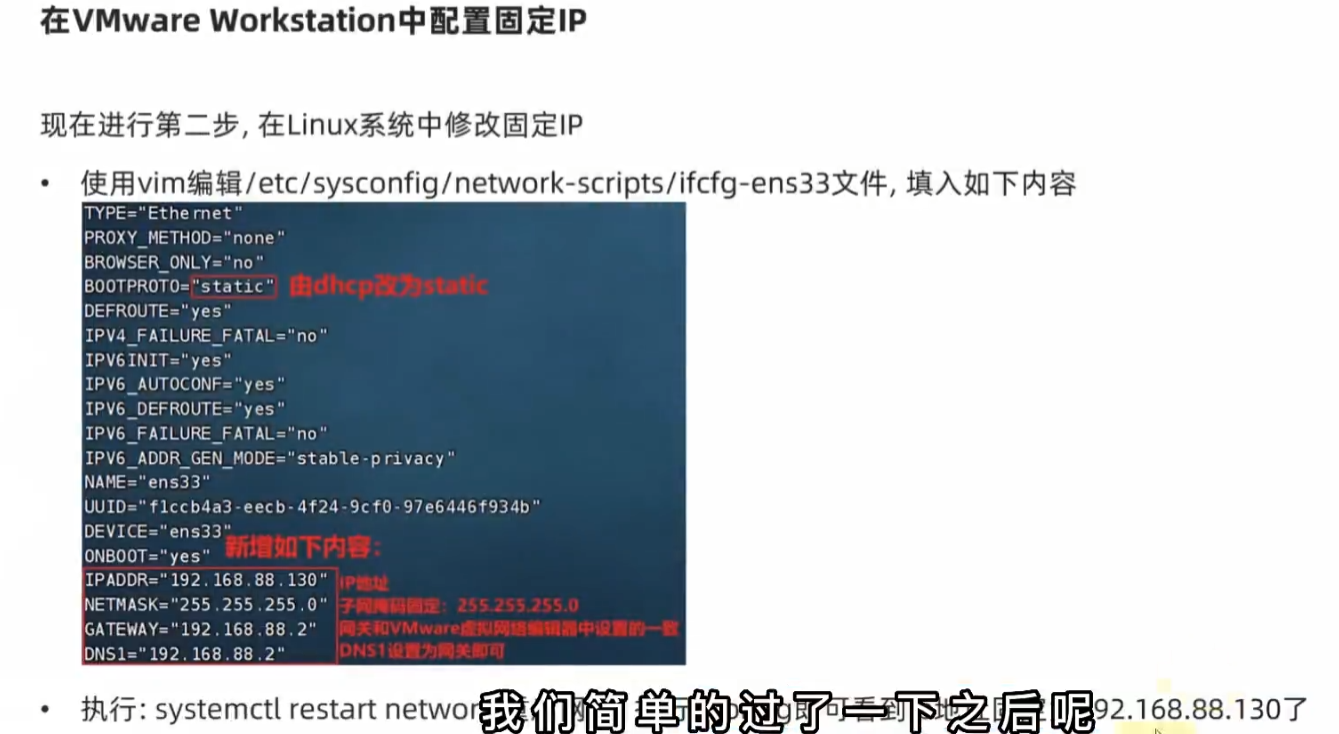 在VMware Workstation中配置固定IP
现在进行第二步, 在Linux系统中修改固定IP
• 使用vim编辑/etc/sysconfig/network-scripts/ifcfg-ens33文件, 填入如下内容
TYPE="Ethernet"
PROXY_METHOD="none"
BROWSER_ONLY="no"
BOOTPROTO="static" 由dhcp改为static
DEFROUTE="yes"
IPV4_FAILURE_FATAL="no"
IPV6INIT="yes"
IPV6_AUTOCONF="yes"
IPV6_DEFROUTE="yes"
IPV6_FAILURE_FATAL="no"
IPV6_ADDR_GEN_MODE="stable-privacy"
NAME="ens33"
UUID="f1ccb4a3-eecb-4f24-9cf0-97e6446f934b"
DEVICE="ens33"
ONBOOT="yes" 新增如下内容：
IPADDR="192.168.88.130" IP地址
NETMASK="255.255.255.0" 子网掩码固定：255.255.255.0
GATEWAY="192.168.88.2" 网关和VMware虚拟网络编辑器中设置的一致
DNS1="192.168.88.2" DNS1设置为网关即可
• 执行: systemctl restart networ 即可看到 92.168.88.130了
我们简单的过了一下之后呢